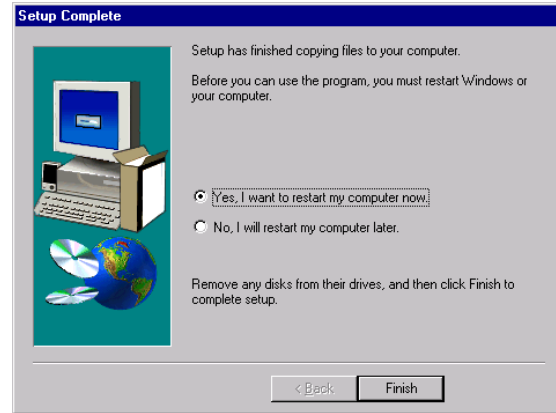 Setup Complete
Setup has finished copying files to your computer.
Before you can use the program, you must restart Windows or
your computer.
Yes, I want to restart my computer now.
No, I will restart my computer later.
Remove any disks from their drives, and then click Finish to
complete setup.
< Back
Finish